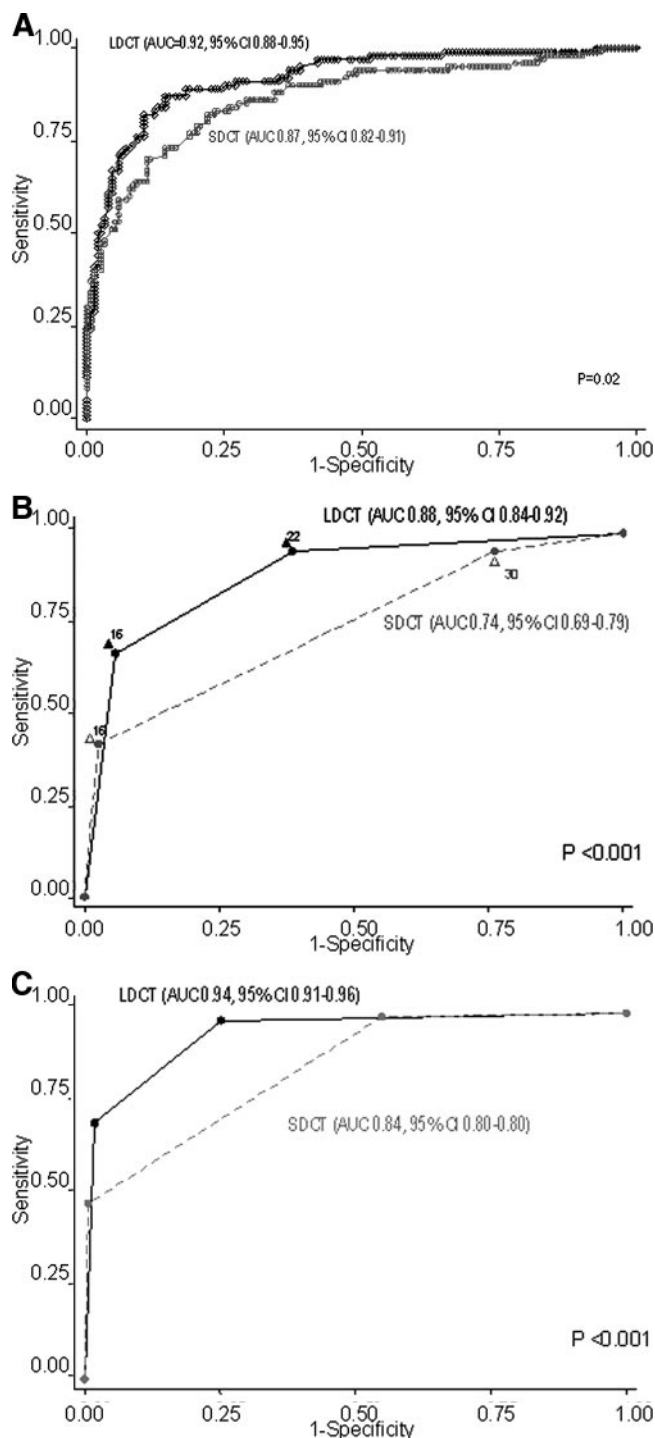 A
1.00
LDCT (AUC=0.92, 95% CI 0.88-0.95)
0.75
SDCT (AUC 0.87, 95% CI 0.82-0.91)
Sensitivity
0.50
0.25
P=0.02
0.00
0.00 0.25 0.50 0.75 1.00
1-Specificity
B
LDCT (AUC 0.88, 95% CI 0.84-0.92)
1.00
22
30
0.75
16
SDCT (AUC 0.74, 95% CI 0.69-0.79)
Sensitivity
0.50
16
0.25
P <0.001
0.00
0.00 0.25 0.50 0.75 1.00
1-Specificity
C
LDCT (AUC 0.94, 95% CI 0.91-0.96)
1.00
0.75
SDCT (AUC 0.84, 95% CI 0.80-0.80)
Sensitivity
0.50
0.25
P <0.001
0.00
0.00 0.25 0.50 0.75 1.00
1-Specificity